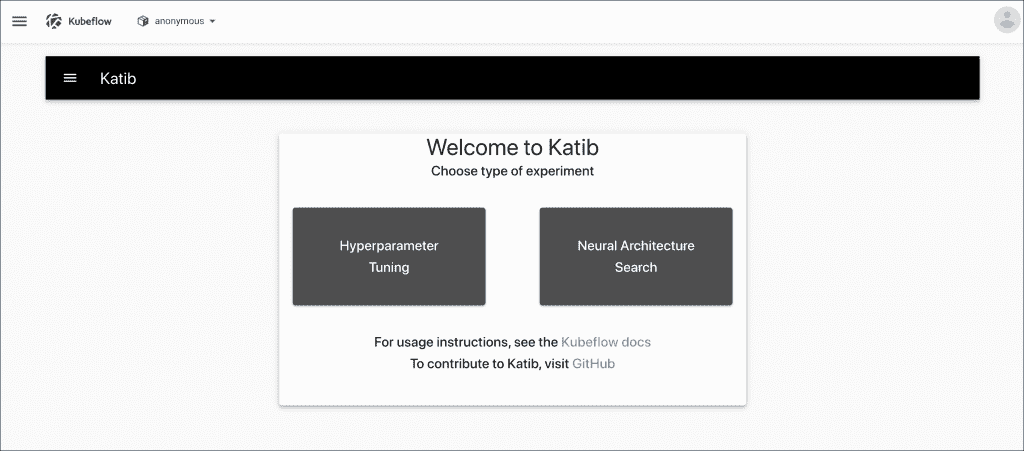 Kubeflow anonymous
Katib
Welcome to Katib
Choose type of experiment
Hyperparameter
Tuning
Neural Architecture
Search
For usage instructions, see the Kubeflow docs
To contribute to Katib, visit GitHub